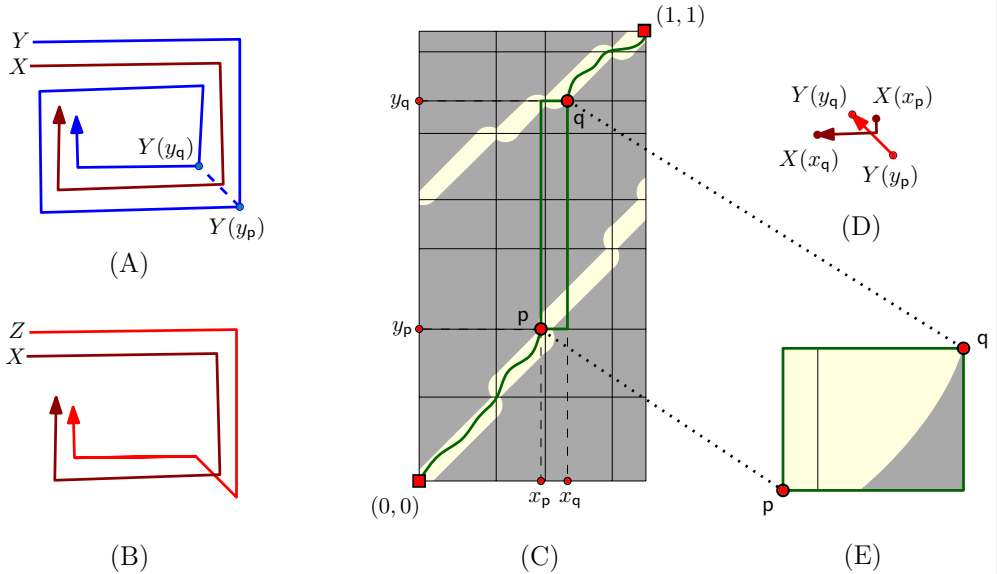 Y
X
Y(y_q)
Y(y_p)
(A)
Z
X
(B)
(1, 1)
y_q
q
p
y_p
(0, 0)
x_p
x_q
(C)
Y(y_q)
X(x_p)
X(x_q)
Y(y_p)
(D)
q
p
(E)